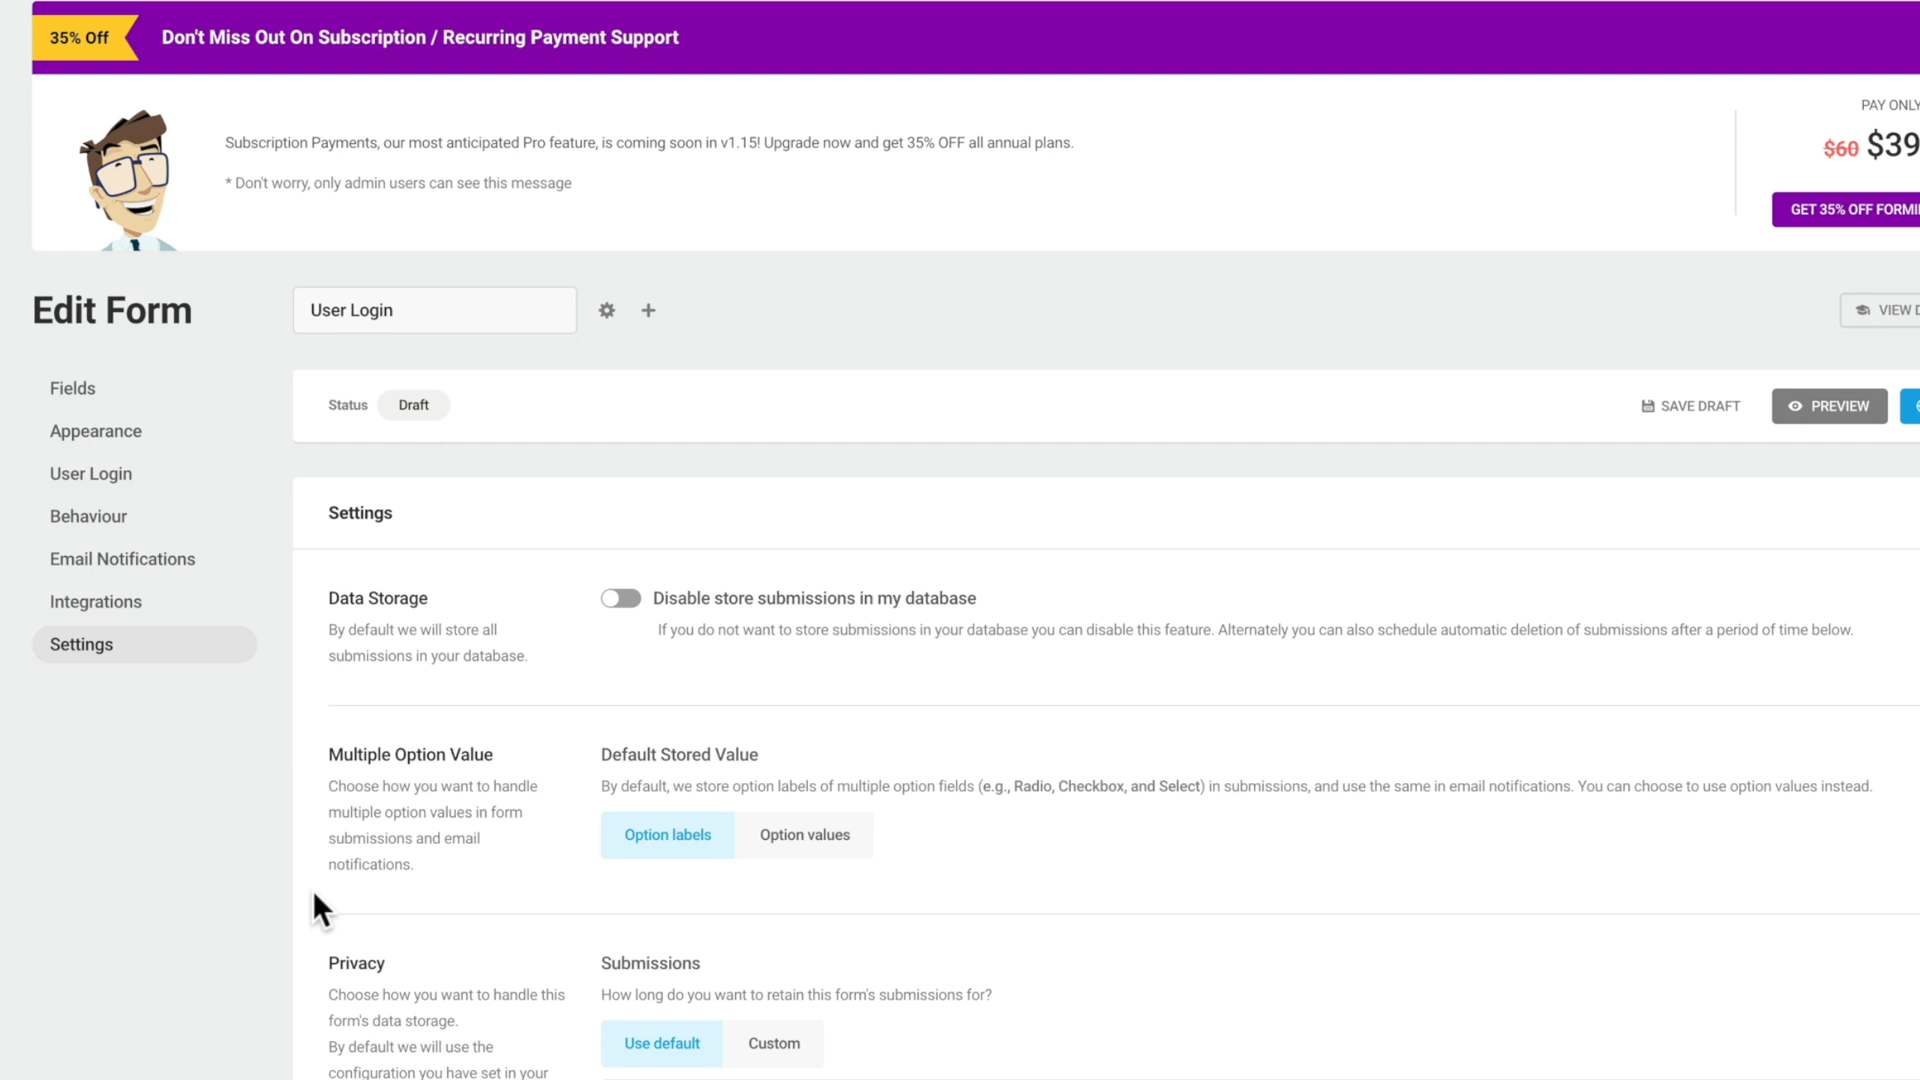 35% Off
Don't Miss Out On Subscription / Recurring Payment Support
PAY ONLY
Subscription Payments, our most anticipated Pro feature, is coming soon in v1.15! Upgrade now and get 35% OFF all annual plans.
$60 $39
* Don't worry, only admin users can see this message
GET 35% OFF
Edit Form
User Login
VIEW
Fields
Status Draft
SAVE DRAFT
PREVIEW
Appearance
User Login
Behaviour
Email Notifications
Integrations
Settings
Settings
Data Storage
By default we will store all
submissions in your database.
Disable store submissions in my database
If you do not want to store submissions in your database you can disable this feature. Alternately you can also schedule automatic deletion of submissions after a period of time below.
Multiple Option Value
Choose how you want to handle
multiple option values in form
submissions and email
notifications.
Default Stored Value
By default, we store option labels of multiple option fields (e.g., Radio, Checkbox, and Select) in submissions, and use the same in email notifications. You can choose to use option values instead.
Option labels
Option values
Privacy
Choose how you want to handle this
form's data storage.
By default we will use the
configuration you have set in your
Submissions
How long do you want to retain this form's submissions for?
Use default
Custom